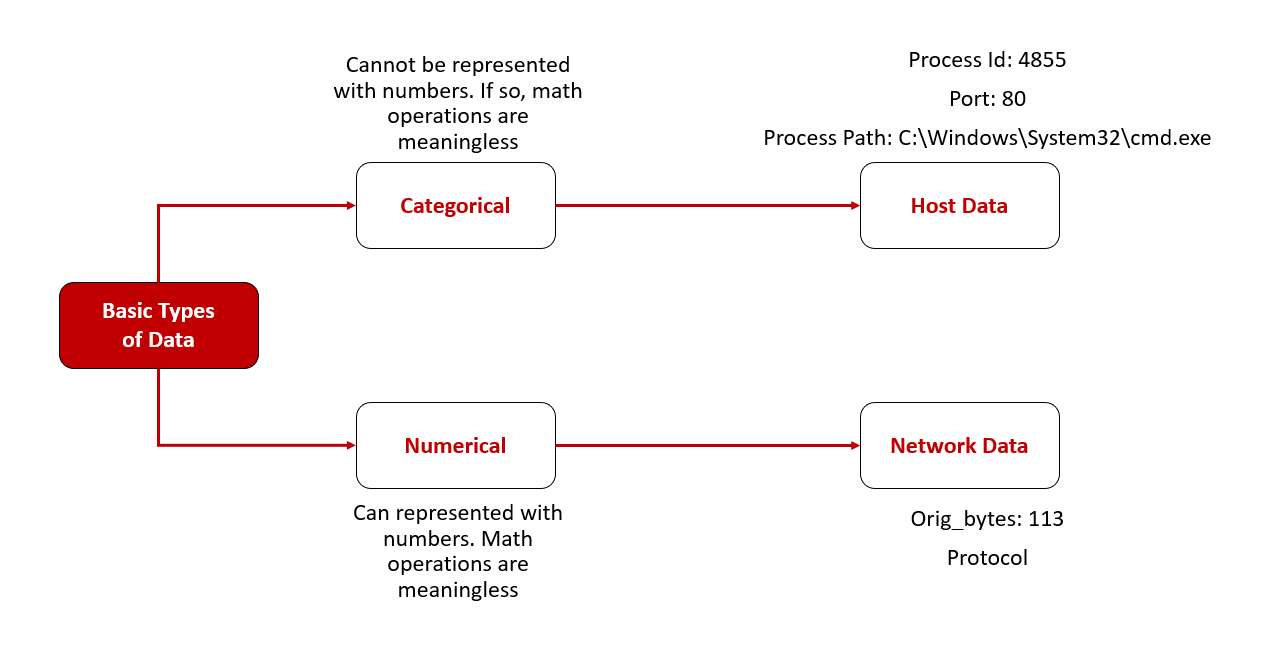 Cannot be represented
with numbers. If so, math
operations are
meaningless
Process Id: 4855
Port: 80
Process Path: C:\Windows\System32\cmd.exe
Categorical
Host Data
Basic Types
of Data
Numerical
Network Data
Can represented with
numbers. Math
operations are
meaningless
Orig_bytes: 113
Protocol